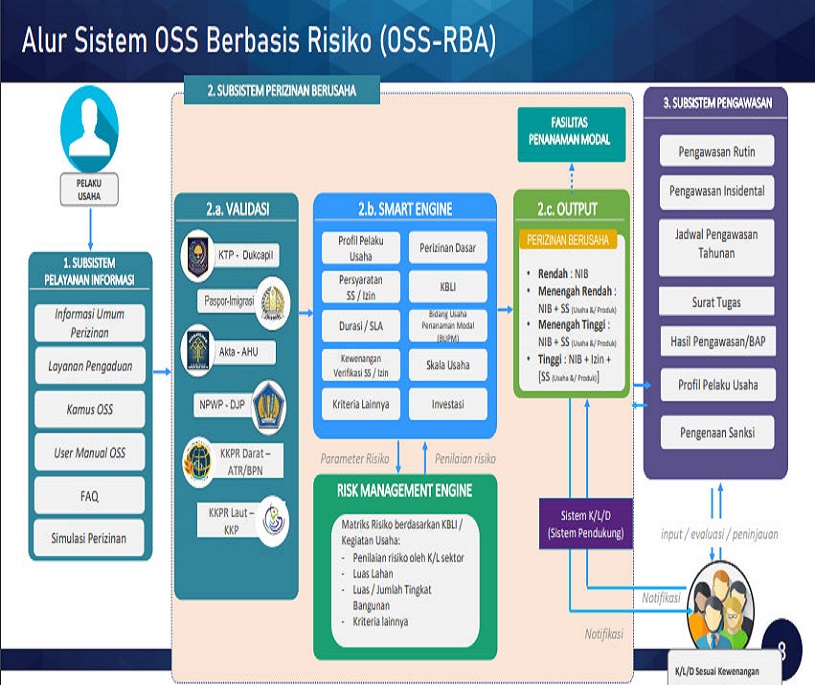 Alur Sistem OSS Berbasis Risiko (OSS-RBA)
PELAKU
USAHA
1. SUBSISTEM
PELAYANAN INFORMASI
Informasi Umum
Perizinan
Layanan Pengaduan
Kamus OSS
User Manual OSS
FAQ
Simulasi Perizinan
2. SUBSISTEM PERIZINAN BERUSAHA
2.a. VALIDASI
KTP - Dukcapil
Paspor-Imigrasi
Akta - AHU
NPWP - DJP
KKPR Darat –
ATR/BPN
KKPR Laut –
KKP
2.b. SMART ENGINE
Profil Pelaku
Usaha
Perizinan Dasar
Persyaratan
SS / Izin
KBLI
Durasi / SLA
Bidang Usaha
Penanaman Modal
(BUPM)
Kewenangan
Verifikasi SS / Izin
Skala Usaha
Kriteria Lainnya
Investasi
Parameter Risiko
Penilaian risiko
RISK MANAGEMENT ENGINE
Matriks Risiko berdasarkan KBLI /
Kegiatan Usaha:
- Penilaian risiko oleh K/L sektor
- Luas Lahan
- Luas / Jumlah Tingkat
Bangunan
- Kriteria lainnya
FASILITAS
PENANAMAN MODAL
2.c. OUTPUT
PERIZINAN BERUSAHA
• Rendah : NIB
• Menengah Rendah :
NIB + SS (Usaha &/ Produk)
• Menengah Tinggi :
NIB + SS (Usaha &/ Produk)
• Tinggi : NIB + Izin +
[SS (Usaha &/ Produk)]
Sistem K/L/D
(Sistem Pendukung)
Notifikasi
Notifikasi
3. SUBSISTEM PENGAWASAN
Pengawasan Rutin
Pengawasan Insidental
Jadwal Pengawasan
Tahunan
Surat Tugas
Hasil Pengawasan/BAP
Profil Pelaku Usaha
Pengenaan Sanksi
input / evaluasi / peninjauan
K/L/D Sesuai Kewenangan
8